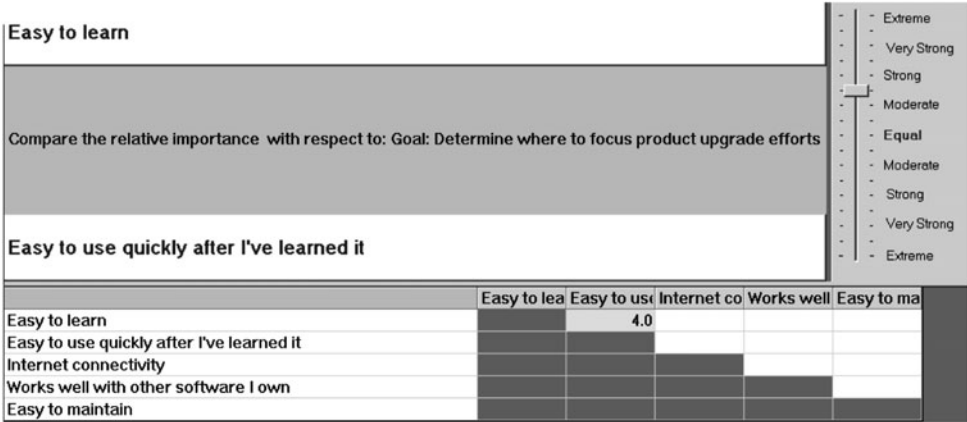 Easy to learn
Extreme
Very Strong
Strong
Compare the relative importance with respect to: Goal: Determine where to focus product upgrade efforts
Moderate
Equal
Moderate
Strong
Very Strong
Easy to use quickly after I've learned it
Extreme
Easy to lea Easy to use Internet co Works well Easy to ma
Easy to learn 4.0
Easy to use quickly after I've learned it
Internet connectivity
Works well with other software I own
Easy to maintain